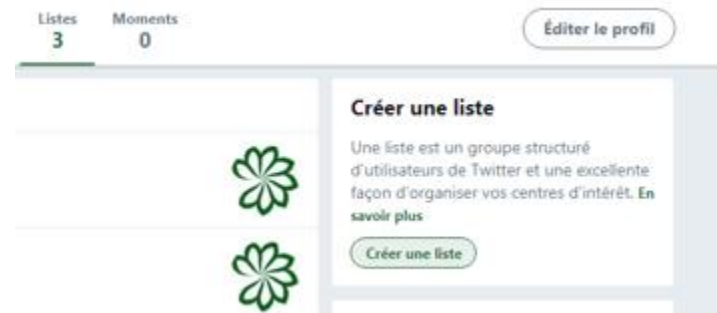 Listes Moments
3 0
Éditer le profil
Créer une liste
Une liste est un groupe structuré
d'utilisateurs de Twitter et une excellente
façon d'organiser vos centres d'intérêt. En
savoir plus
Créer une liste